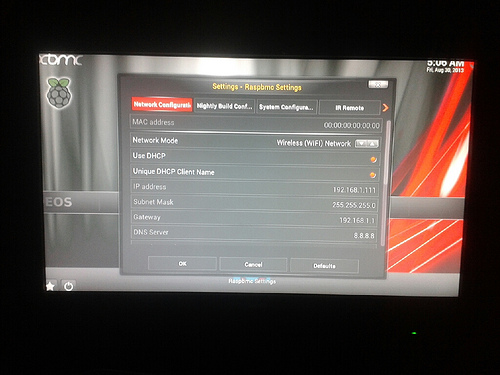 xbmc
5:06 AM
Fri, Aug 30, 2013
Settings - Raspbmc Settings
Network Configurati
Nightly Build Conf...
System Configura...
IR Remote
MAC address 00:00:00:00:00:00
Network Mode Wireless (WIFI) Network
Use DHCP
Unique DHCP Client Name
IP address 192.168.1.111
Subnet Mask 255.255.255.0
Gateway 192.168.1.1
DNS Server 8.8.8.8
EOS
OK
Cancel
Defaults
Raspbmc Settings